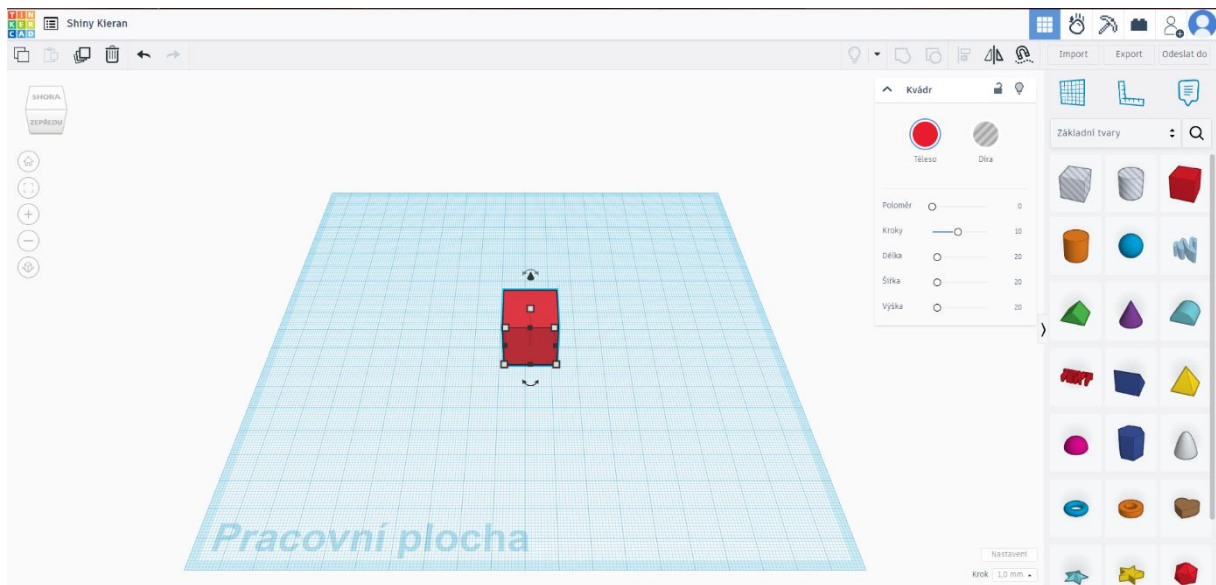 TIN
KER
CAD
Shiny Kieran
Import
Export
Odeslat do
SHORA
ZEPŘEDU
Kvádr
Těleso
Díra
Poloměr 0
Kroky 10
Délka 20
Šířka 20
Výška 20
Základní tvary
TEXT
Pracovní plocha
Nastavení
Krok 1,0 mm